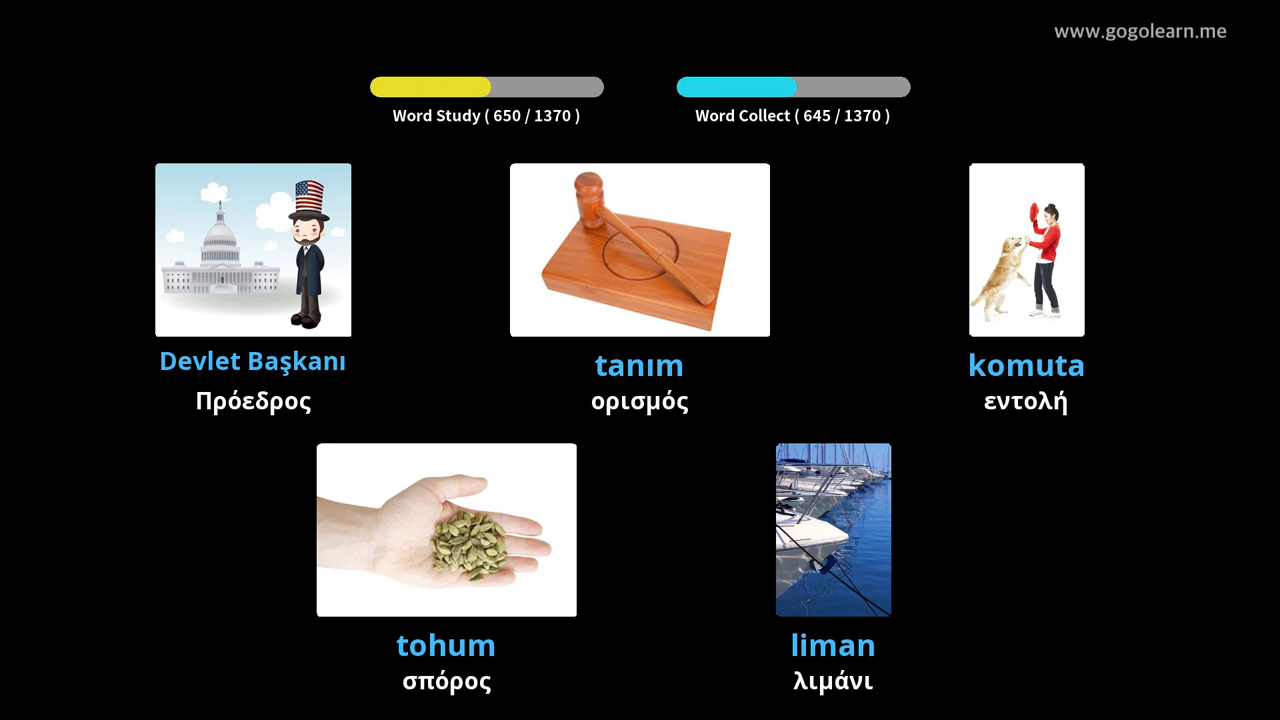 www.gogolearn.me
Word Study ( 650 / 1370 )
Word Collect ( 645 / 1370 )
Devlet Başkanı
Πρόεδρος
tanım
ορισμός
komuta
εντολή
tohum
σπόρος
liman
λιμάνι